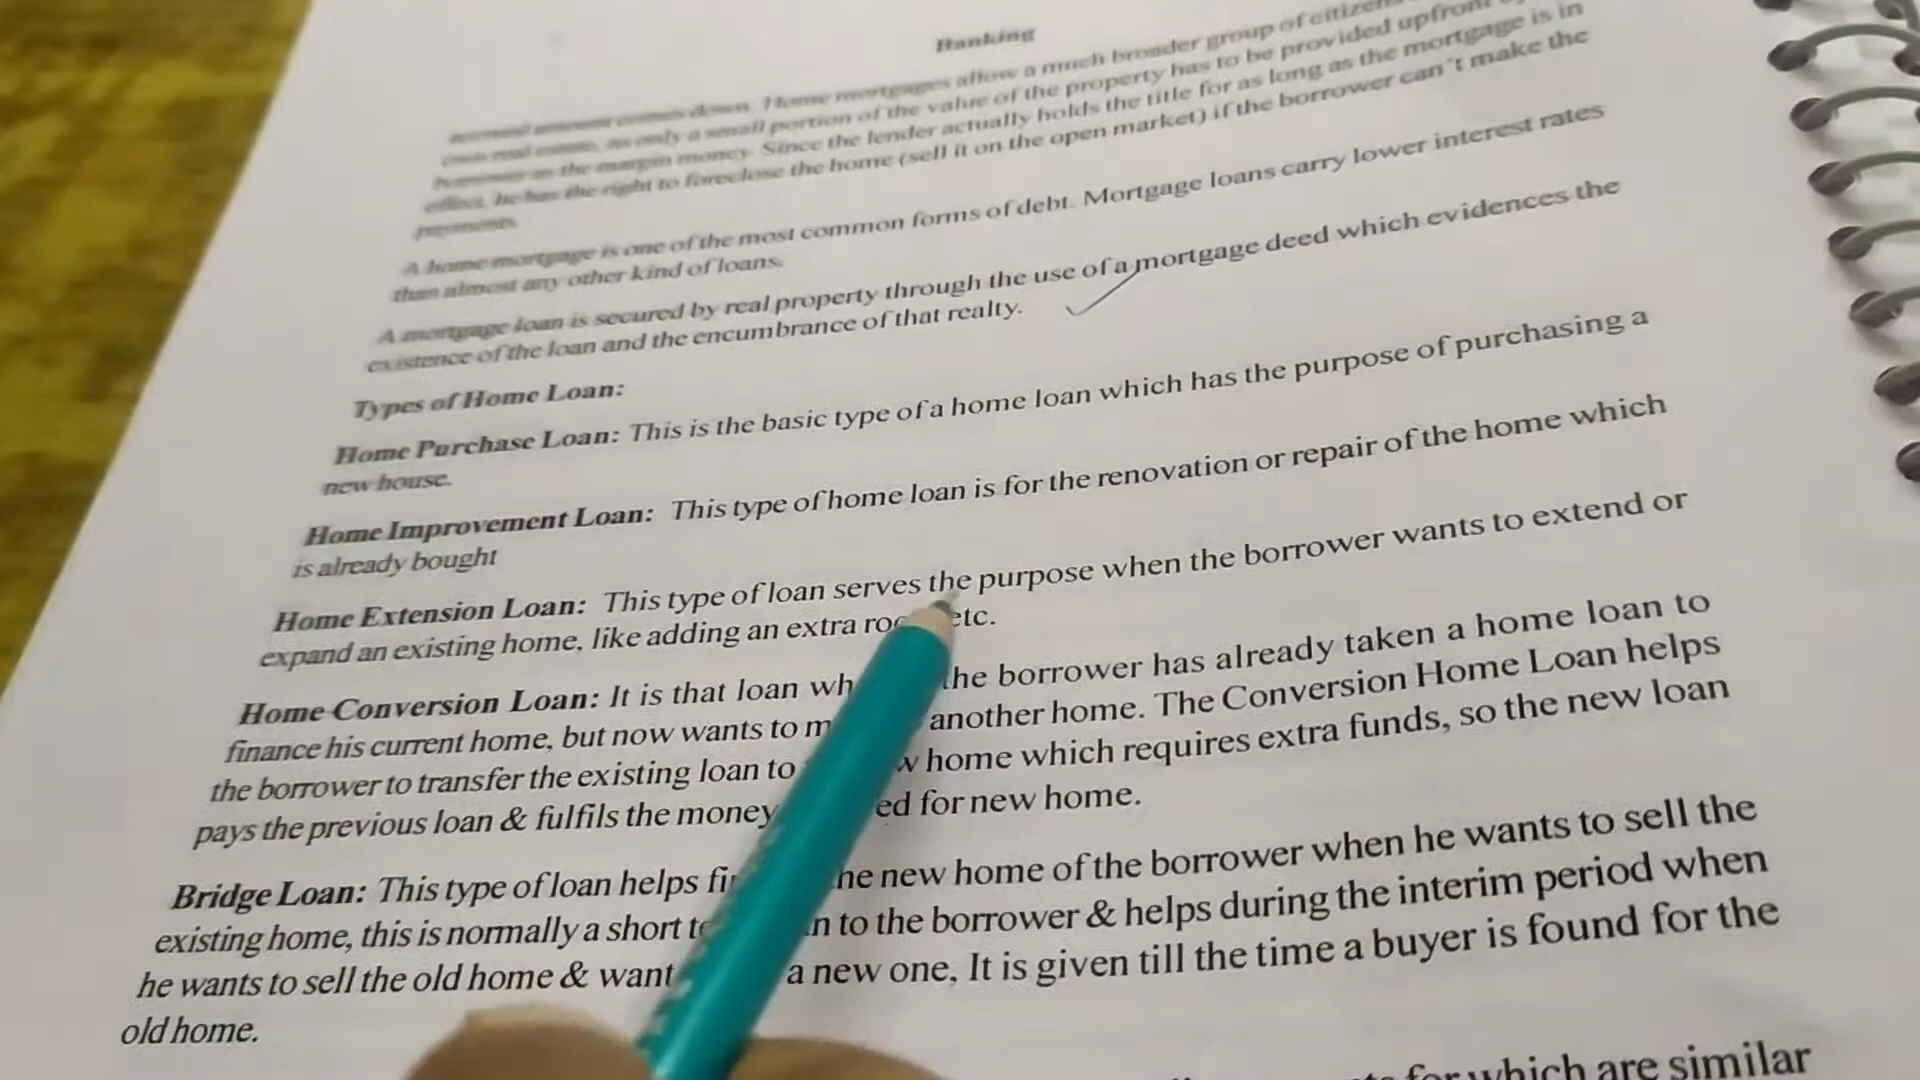 Banking
amount comes down. Home mortgages allow a much broader group of citizens
own real estate, as only a small portion of the value of the property has to be provided upfront
borrower as the margin money. Since the lender actually holds the title for as long as the mortgage is in
effect, he has the right to foreclose the home (sell it on the open market) if the borrower can't make the
payments.
A home mortgage is one of the most common forms of debt. Mortgage loans carry lower interest rates
than almost any other kind of loans.
A mortgage loan is secured by real property through the use of a mortgage deed which evidences the
existence of the loan and the encumbrance of that realty.
Types of Home Loan:
Home Purchase Loan: This is the basic type of a home loan which has the purpose of purchasing a
new house.
Home Improvement Loan: This type of home loan is for the renovation or repair of the home which
is already bought
Home Extension Loan: This type of loan serves the purpose when the borrower wants to extend or
expand an existing home, like adding an extra etc.
Home Conversion Loan: It is that loan the borrower has already taken a home loan to
finance his current home, but now wants to another home. The Conversion Home Loan helps
the borrower to transfer the existing loan to home which requires extra funds, so the new loan
pays the previous loan & fulfils the money for new home.
Bridge Loan: This type of loan helps the new home of the borrower when he wants to sell the
existing home, this is normally a short to the borrower & helps during the interim period when
he wants to sell the old home & want a new one, It is given till the time a buyer is found for the
old home.
for which are similar